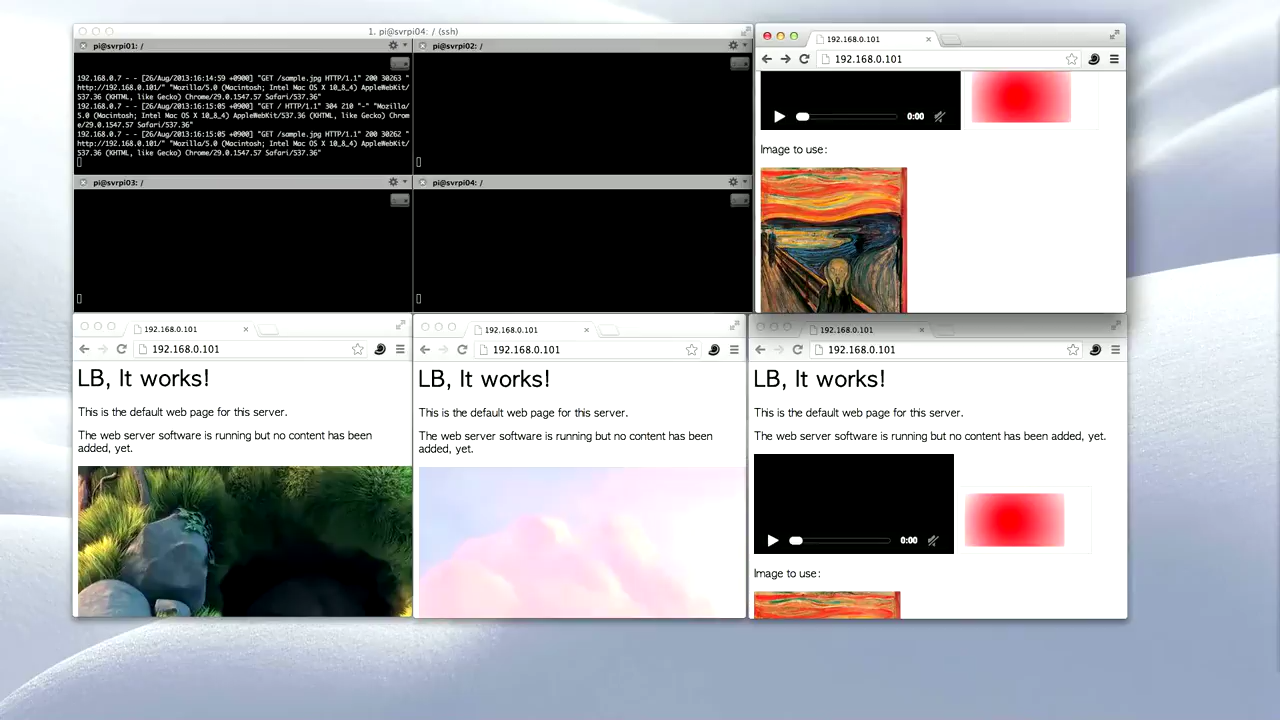 1. pi@svrpi04: / (ssh)
pi@svrpi01: /
pi@svrpi02: /
192.168.0.7 - - [26/Aug/2013:16:14:59 +0900] "GET /sample.jpg HTTP/1.1" 200 30263 "
http://192.168.0.101/" "Mozilla/5.0 (Macintosh; Intel Mac OS X 10_8_4) AppleWebKit/
537.36 (KHTML, like Gecko) Chrome/29.0.1547.57 Safari/537.36"
192.168.0.7 - - [26/Aug/2013:16:15:05 +0900] "GET / HTTP/1.1" 304 210 "-" "Mozilla/
5.0 (Macintosh; Intel Mac OS X 10_8_4) AppleWebKit/537.36 (KHTML, like Gecko) Chrome
/29.0.1547.57 Safari/537.36"
192.168.0.7 - - [26/Aug/2013:16:15:05 +0900] "GET /sample.jpg HTTP/1.1" 200 30262 "
http://192.168.0.101/" "Mozilla/5.0 (Macintosh; Intel Mac OS X 10_8_4) AppleWebKit/
537.36 (KHTML, like Gecko) Chrome/29.0.1547.57 Safari/537.36"
pi@svrpi03: /
pi@svrpi04: /
192.168.0.101
192.168.0.101
0:00
Image to use:
192.168.0.101
192.168.0.101
LB, It works!
This is the default web page for this server.
The web server software is running but no content has been
added, yet.
192.168.0.101
192.168.0.101
LB, It works!
This is the default web page for this server.
The web server software is running but no content has been
added, yet.
192.168.0.101
192.168.0.101
LB, It works!
This is the default web page for this server.
The web server software is running but no content has been added, yet.
0:00
Image to use: